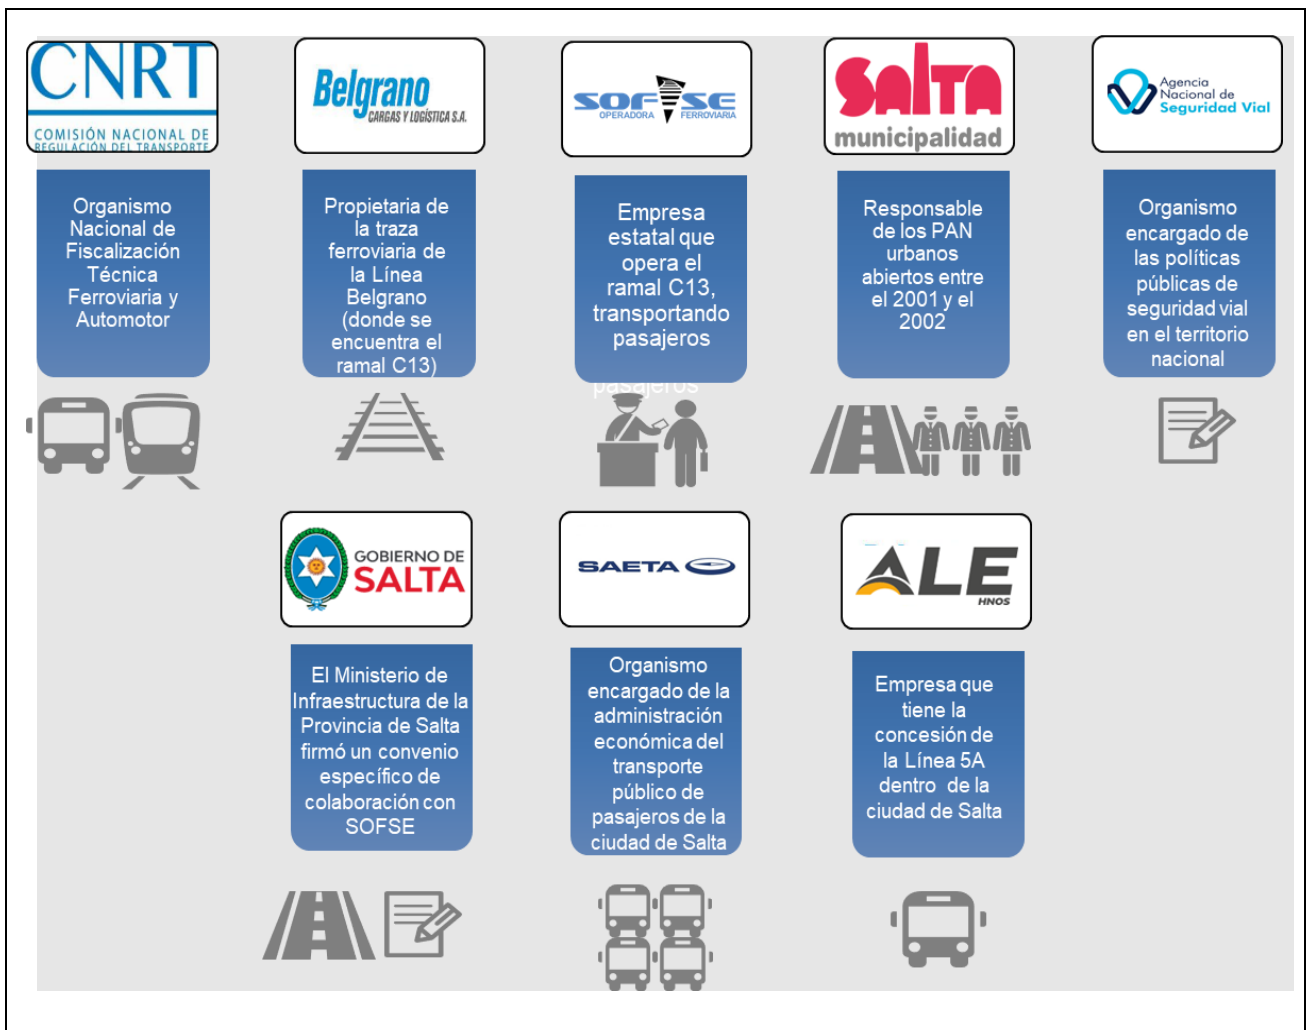 CNRT
COMISIÓN NACIONAL DE
REGULACIÓN DEL TRANSPORTE
Belgrano
CARGAS Y LOGÍSTICA S.A.
SOFSE
OPERADORA FERROVIARIA
SALTA
municipalidad
Agencia
Nacional de
Seguridad Vial
Organismo
Nacional de
Fiscalización
Técnica
Ferroviaria y
Automotor
Propietaria de
la traza
ferroviaria de
la Línea
Belgrano
(donde se
encuentra el
ramal C13)
Empresa
estatal que
opera el
ramal C13,
transportando
pasajeros
pasajeros
Responsable
de los PAN
urbanos
abiertos entre
el 2001 y el
2002
Organismo
encargado de
las políticas
públicas de
seguridad vial
en el territorio
nacional
GOBIERNO DE
SALTA
SAETA
ALE
HNOS
El Ministerio de
Infraestructura de la
Provincia de Salta
firmó un convenio
específico de
colaboración con
SOFSE
Organismo
encargado de la
administración
económica del
transporte
público de
pasajeros de la
ciudad de Salta
Empresa que
tiene la
concesión de
la Línea 5A
dentro de la
ciudad de Salta